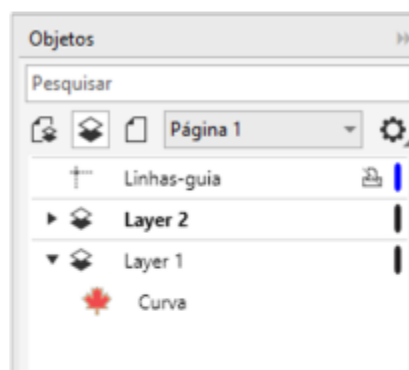 Objetos
Pesquisar
Página 1
Linhas-guia
Layer 2
Layer 1
Curva